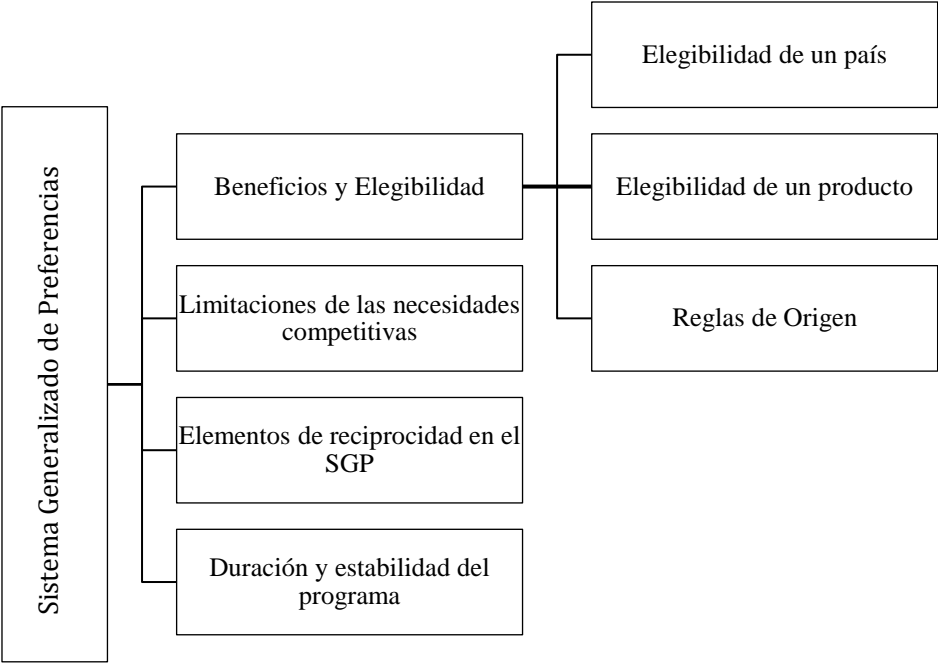 Sistema Generalizado de Preferencias
Beneficios y Elegibilidad
Limitaciones de las necesidades
competitivas
Elementos de reciprocidad en el
SGP
Duración y estabilidad del
programa
Elegibilidad de un país
Elegibilidad de un producto
Reglas de Origen